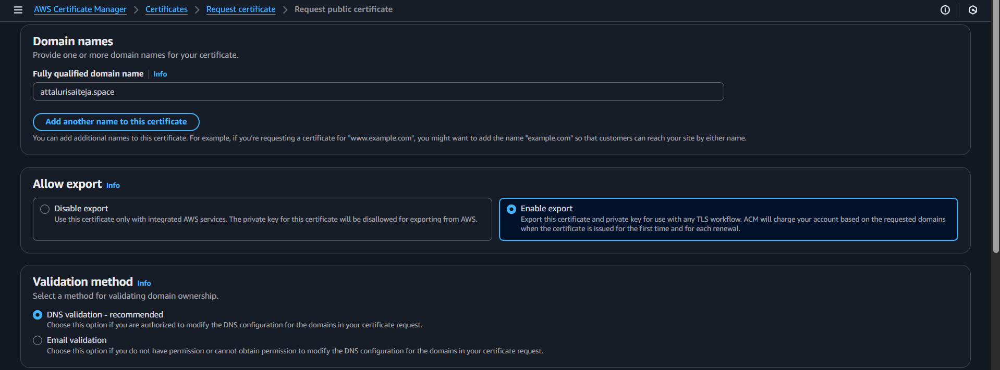 AWS Certificate Manager > Certificates > Request certificate > Request public certificate
Domain names
Provide one or more domain names for your certificate.
Fully qualified domain name | Info
attalurisaiteja.space
Add another name to this certificate
You can add additional names to this certificate. For example, if you're requesting a certificate for "www.example.com", you might want to add the name "example.com" so that customers can reach your site by either name.
Allow export Info
Disable export
Use this certificate only with integrated AWS services. The private key for this certificate will be disallowed for exporting from AWS.
Enable export
Export this certificate and private key for use with any TLS workflow. ACM will charge your account based on the requested domains
when the certificate is issued for the first time and for each renewal.
Validation method Info
Select a method for validating domain ownership.
DNS validation - recommended
Choose this option if you are authorized to modify the DNS configuration for the domains in your certificate request.
Email validation
Choose this option if you do not have permission or cannot obtain permission to modify the DNS configuration for the domains in your certificate request.